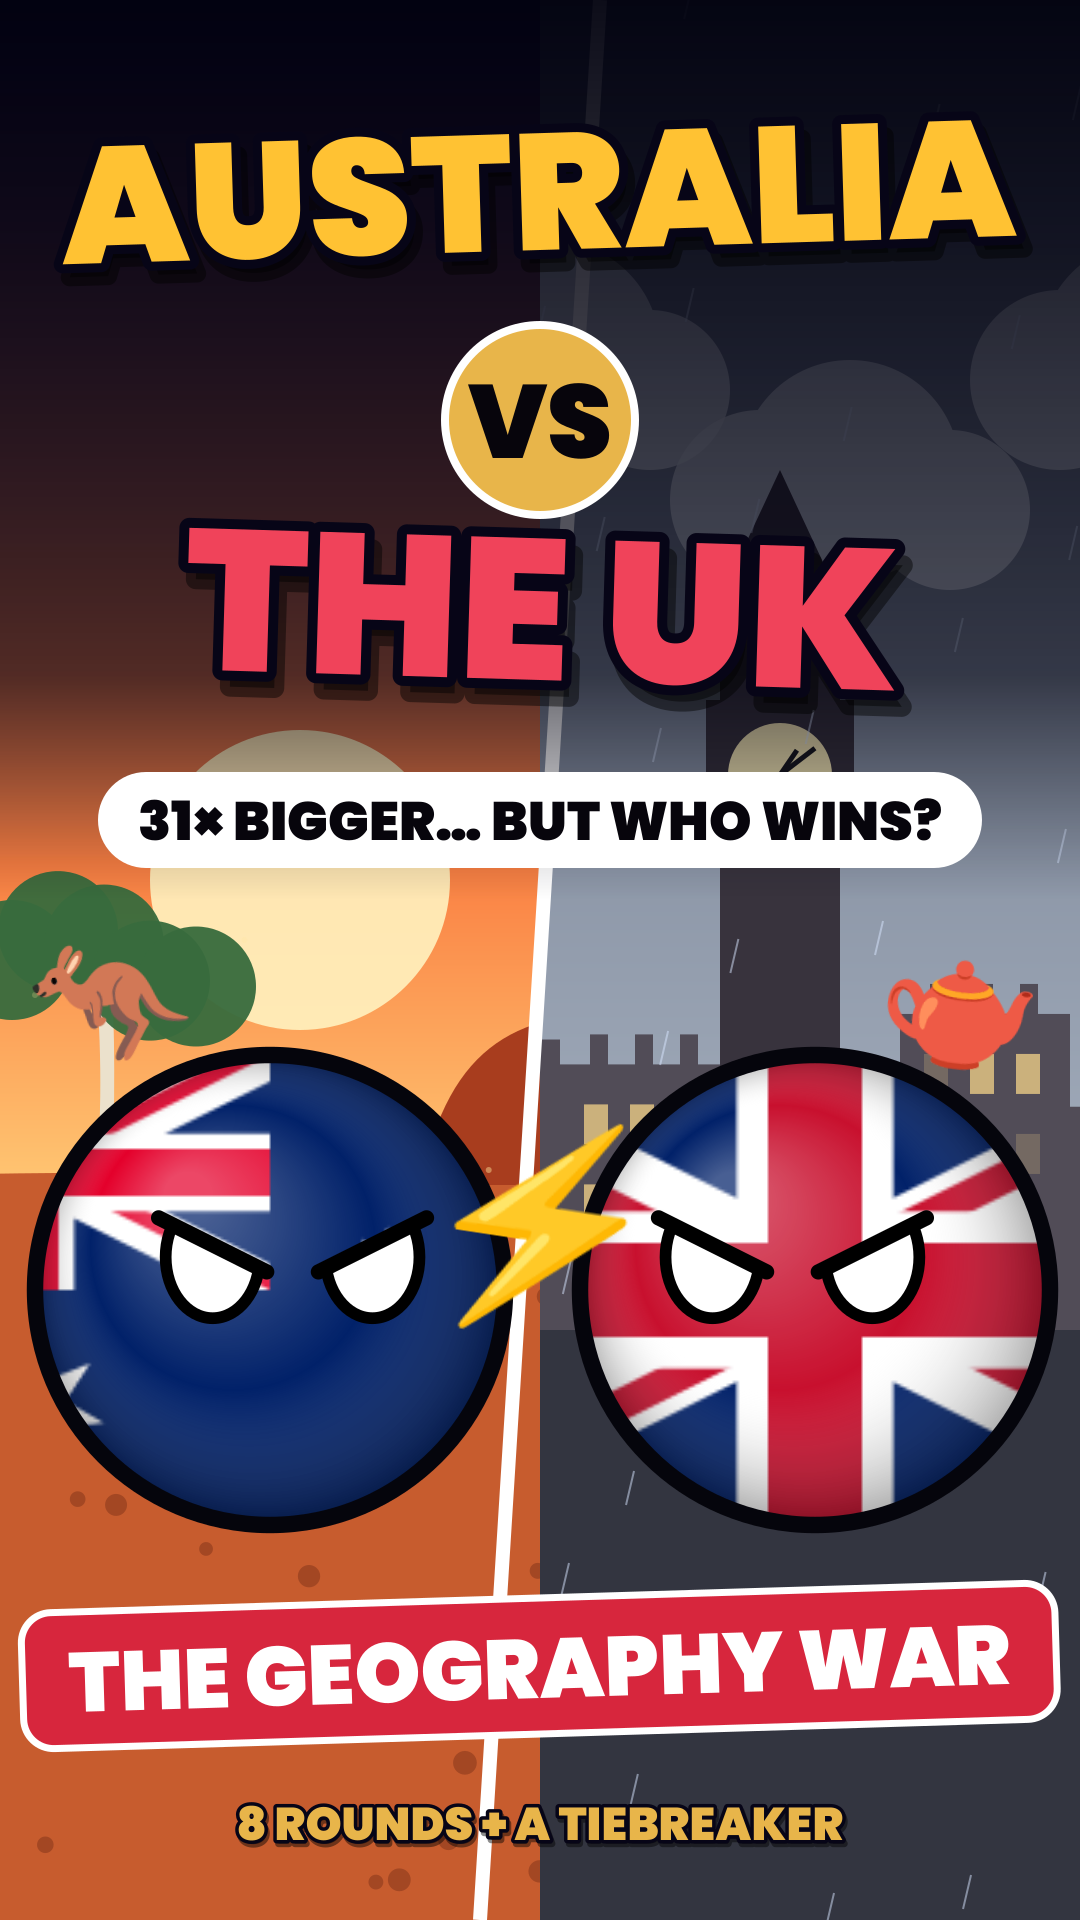 AUSTRALIA
VS
THE UK
31× BIGGER... BUT WHO WINS?
THE GEOGRAPHY WAR
8 ROUNDS + A TIEBREAKER